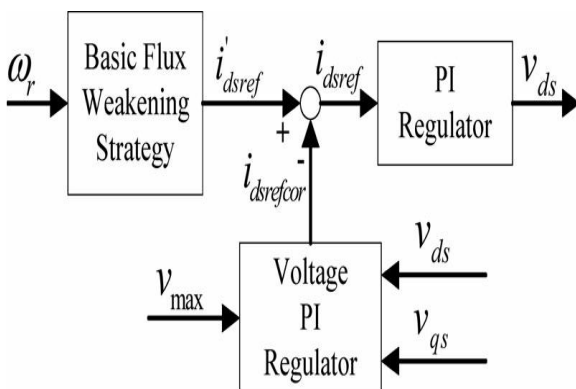 ω_r
Basic Flux
Weakening
Strategy
i'_dsref
+
-
i_dsref
PI
Regulator
v_ds
i_dsrefcor
v_max
Voltage
PI
Regulator
v_ds
v_qs